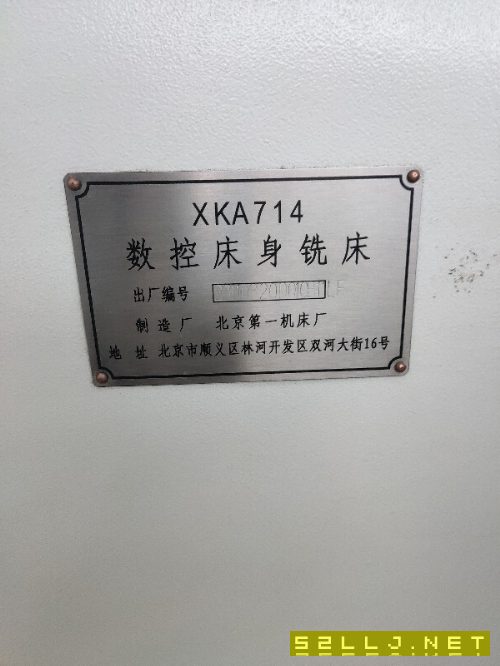 XKA714
数控床身铣床
出厂编号
制造厂 北京第一机床厂
地址 北京市顺义区林河开发区双河大街16号
52LLJ.NET